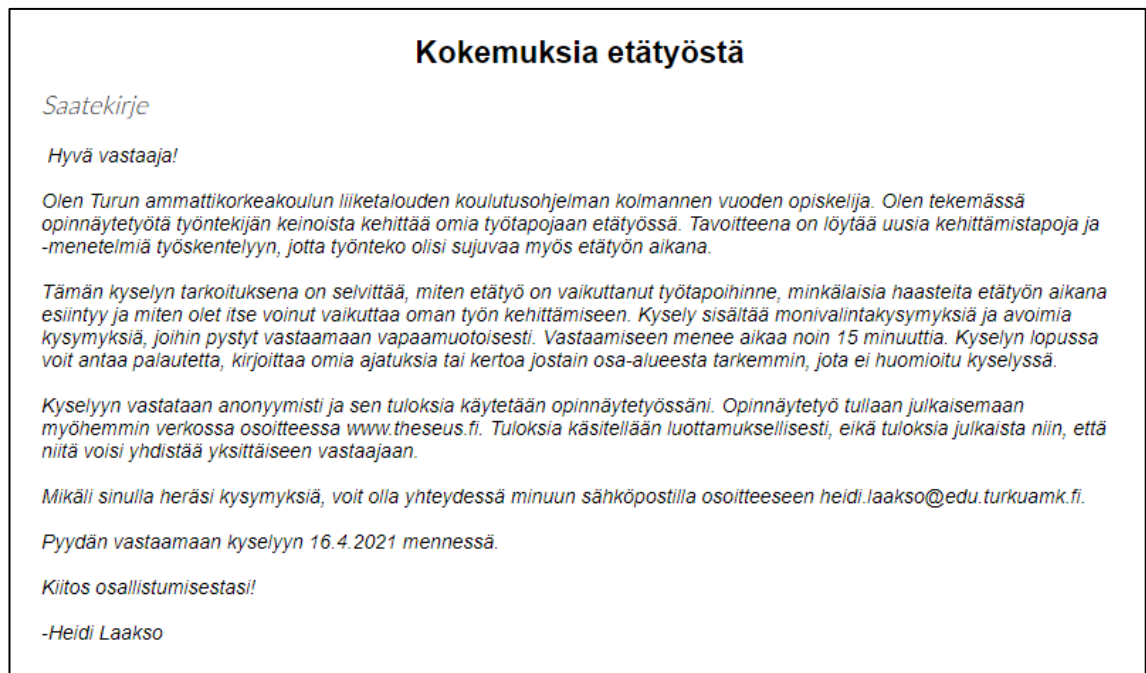 Kokemuksia etätyöstä
Saatekirje
Hyvä vastaaja!
Olen Turun ammattikorkeakoulun liiketalouden koulutusohjelman kolmannen vuoden opiskelija. Olen tekemässä
opinnäytetyötä työntekijän keinoista kehittää omia työtapojaan etätyössä. Tavoitteena on löytää uusia kehittämistapoja ja
-menetelmiä työskentelyyn, jotta työnteko olisi sujuvaa myös etätyön aikana.
Tämän kyselyn tarkoituksena on selvittää, miten etätyö on vaikuttanut työtapoihinne, minkälaisia haasteita etätyön aikana
esiintyy ja miten olet itse voinut vaikuttaa oman työn kehittämiseen. Kysely sisältää monivalintakysymyksiä ja avoimia
kysymyksiä, joihin pystyt vastaamaan vapaamuotoisesti. Vastaamiseen menee aikaa noin 15 minuuttia. Kyselyn lopussa
voit antaa palautetta, kirjoittaa omia ajatuksia tai kertoa jostain osa-alueesta tarkemmin, jota ei huomioitu kyselyssä.
Kyselyyn vastataan anonyymisti ja sen tuloksia käytetään opinnäytetyössäni. Opinnäytetyö tullaan julkaisemaan
myöhemmin verkossa osoitteessa www.theseus.fi. Tuloksia käsitellään luottamuksellisesti, eikä tuloksia julkaista niin, että
niitä voisi yhdistää yksittäiseen vastaajaan.
Mikäli sinulla heräsi kysymyksiä, voit olla yhteydessä minuun sähköpostilla osoitteeseen heidi.laakso@edu.turkuamk.fi.
Pyydän vastaamaan kyselyyn 16.4.2021 mennessä.
Kiitos osallistumisestasi!
-Heidi Laakso